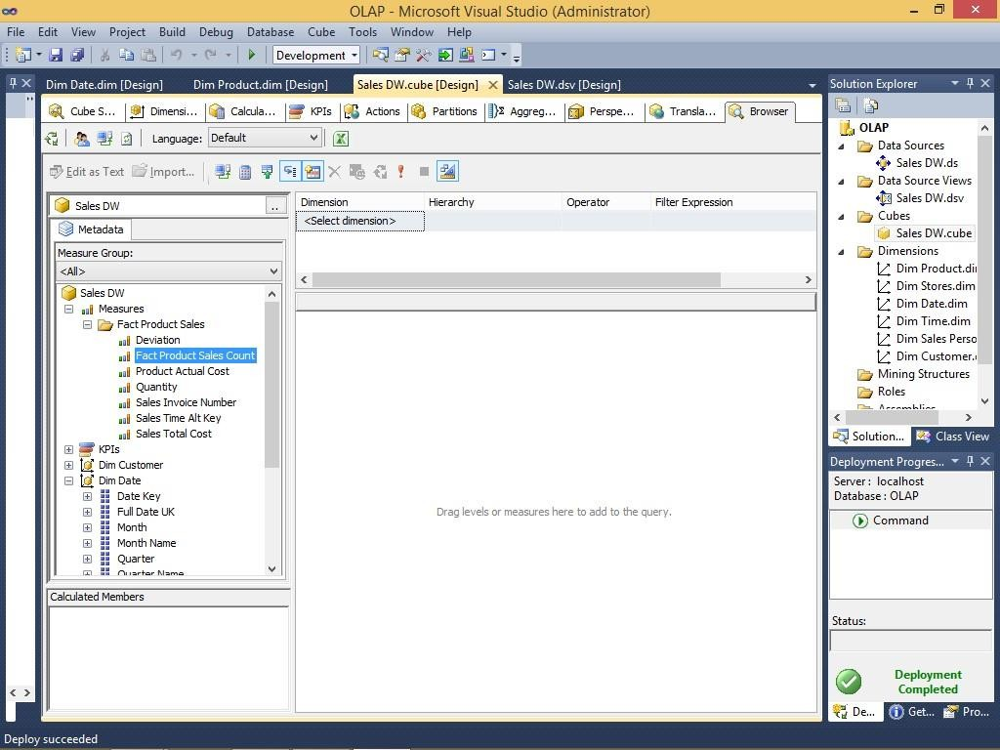 OLAP - Microsoft Visual Studio (Administrator)
File Edit View Project Build Debug Database Cube Tools Window Help
Development
Dim Date.dim [Design] Dim Product.dim [Design] Sales DW.cube [Design] Sales DW.dsv [Design]
Cube S... Dimensi... Calcula... KPIs Actions Partitions Aggreg... Perspe... Transla... Browser
Language: Default
Edit as Text Import...
Sales DW ..
Metadata
Measure Group:
<All>
Sales DW
Measures
Fact Product Sales
Deviation
Fact Product Sales Count
Product Actual Cost
Quantity
Sales Invoice Number
Sales Time Alt Key
Sales Total Cost
KPIs
Dim Customer
Dim Date
Date Key
Full Date UK
Month
Month Name
Quarter
Quarter Name
Calculated Members
Dimension Hierarchy Operator Filter Expression
<Select dimension>
Drag levels or measures here to add to the query.
Solution Explorer
OLAP
Data Sources
Sales DW.ds
Data Source Views
Sales DW.dsv
Cubes
Sales DW.cube
Dimensions
Dim Product.di
Dim Stores.dim
Dim Date.dim
Dim Time.dim
Dim Sales Perso
Dim Customer.
Mining Structures
Roles
Assemblies
Solution... Class View
Deployment Progres...
Server : localhost
Database : OLAP
Command
Status:
Deployment
Completed
De... Get... Pro...
Deploy succeeded